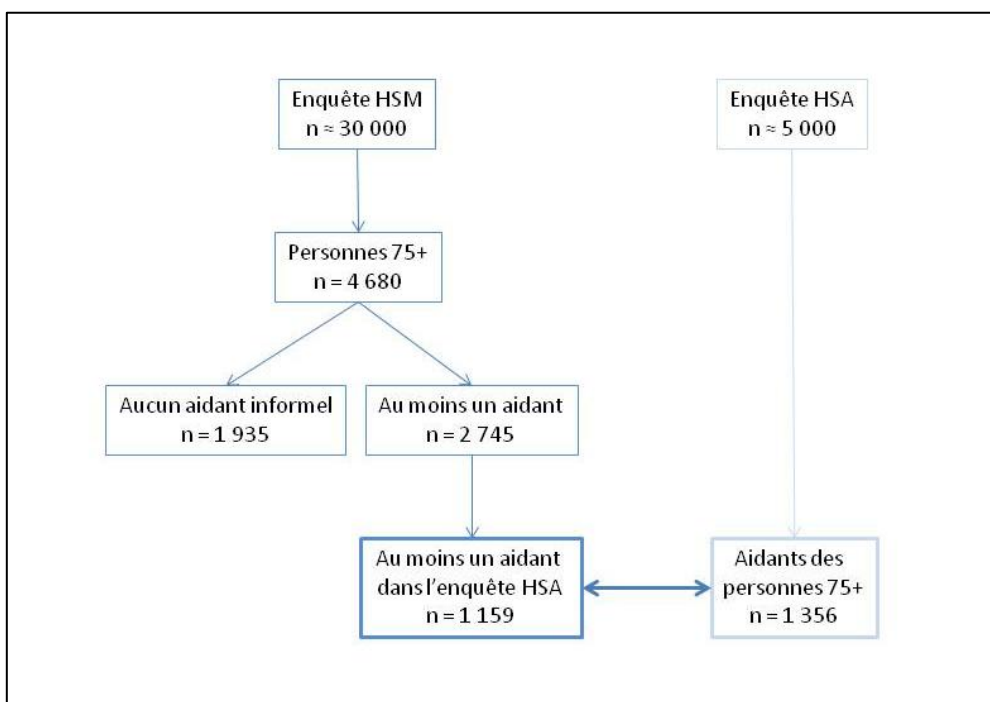 Enquête HSM
n ≈ 30 000
Enquête HSA
n ≈ 5 000
Personnes 75+
n = 4 680
Aucun aidant informel
n = 1 935
Au moins un aidant
n = 2 745
Au moins un aidant
dans l'enquête HSA
n = 1 159
Aidants des
personnes 75+
n = 1 356